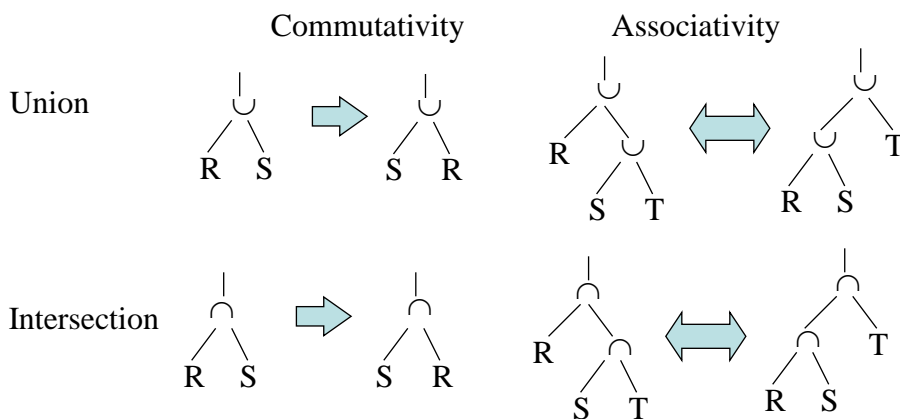 Commutativity Associativity
Union
∪ ∪ ∪ ∪
R S S R R ∪ ∪ T
S T R S
Intersection
∩ ∩ ∩ ∩
R S S R R ∩ ∩ T
S T R S